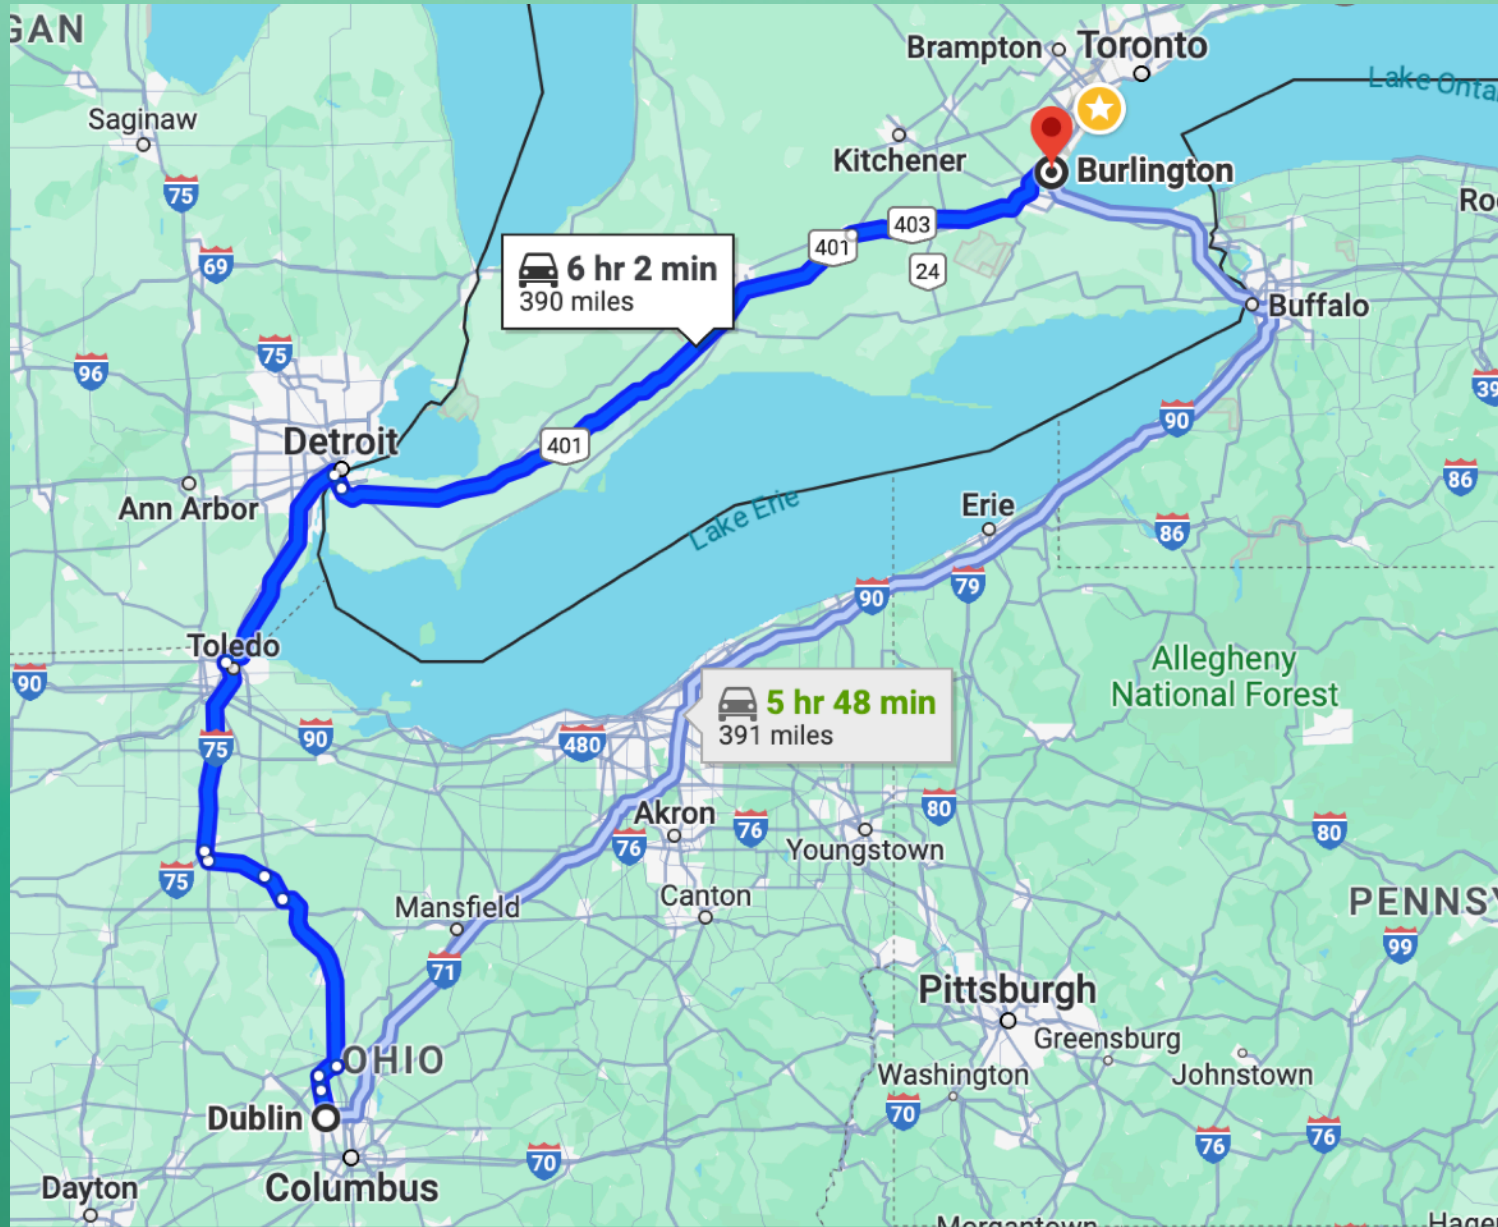 GAN
Brampton
Toronto
Lake Onta
Saginaw
Kitchener
Burlington
75
Ro
403
401
69
6 hr 2 min
390 miles
24
Buffalo
75
96
39
90
Detroit
401
86
Ann Arbor
Erie
Lake Erie
86
79
90
Toledo
Allegheny
National Forest
90
5 hr 48 min
391 miles
75
90
480
80
Akron
76
76
80
Youngstown
75
Canton
Mansfield
PENNSY
99
71
Pittsburgh
Greensburg
OHIO
Washington
Johnstown
Dublin
70
76
76
70
Columbus
Dayton
Morgantown
Hage